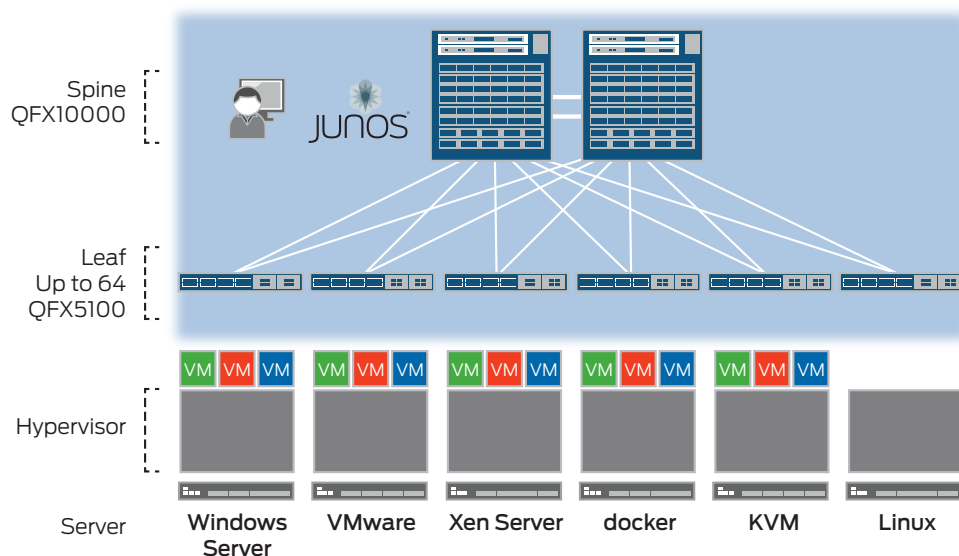 Spine
QFX10000
JUNOS
Leaf
Up to 64
QFX5100
VM VM VM VM VM VM VM VM VM VM VM VM VM VM VM
Hypervisor
Server
Windows Server
VMware
Xen Server
docker
KVM
Linux